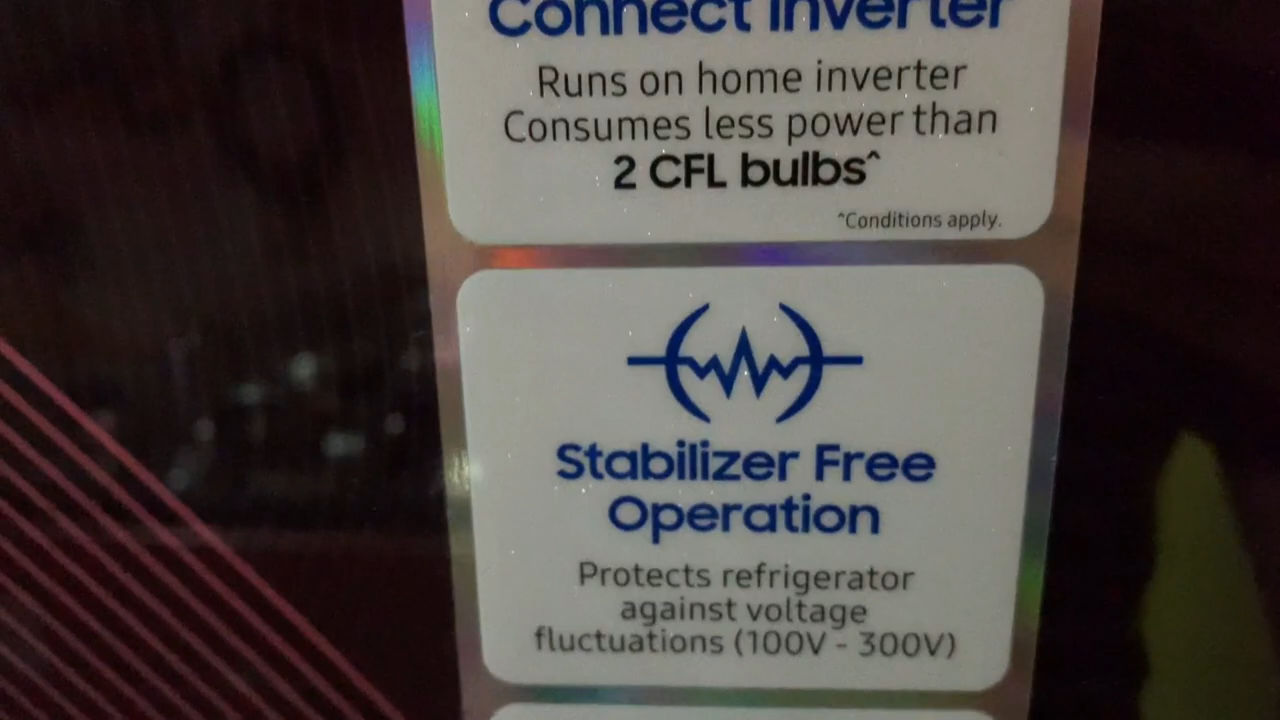 Connect Inverter
Runs on home inverter
Consumes less power than
2 CFL bulbs^
^Conditions apply.
Stabilizer Free
Operation
Protects refrigerator
against voltage
fluctuations (100V - 300V)